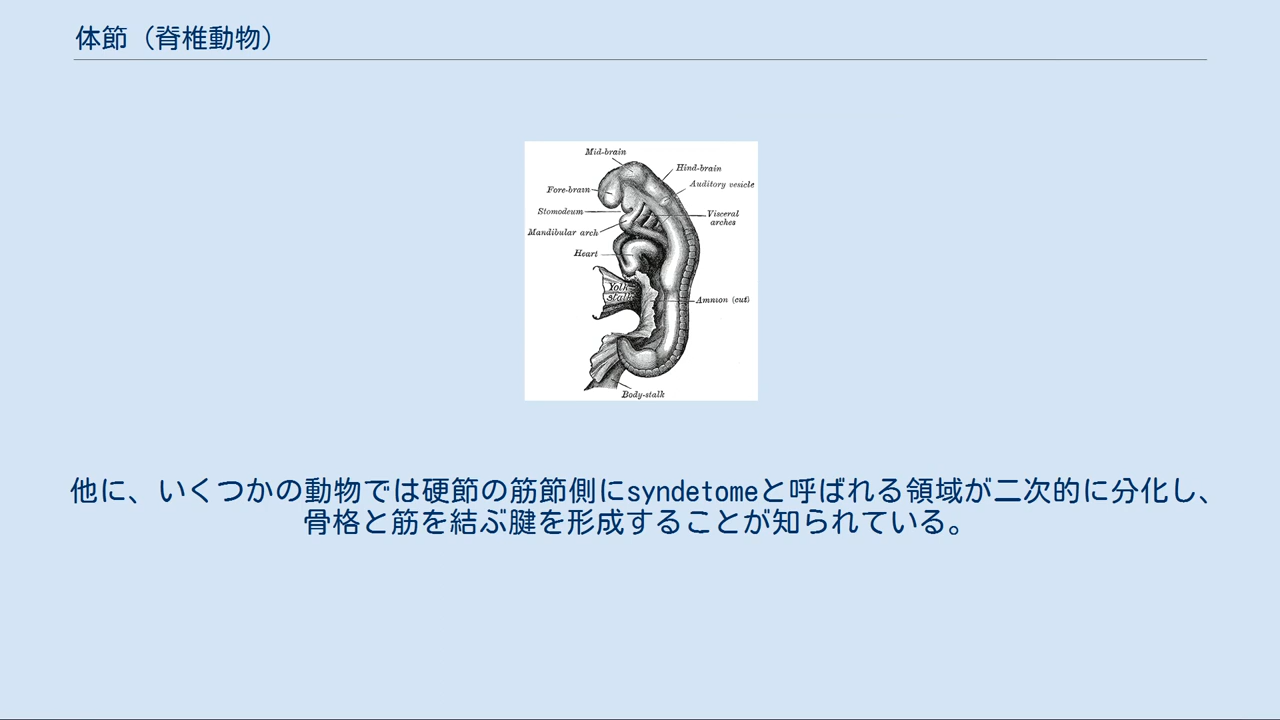 体節（脊椎動物）
Mid-brain
Hind-brain
Auditory vesicle
Fore-brain
Stomodeum
Visceral
arches
Mandibular arch
Heart
Yolk
stalk
Amnion (cut)
Body-stalk
他に、いくつかの動物では硬節の筋節側にsyndetomeと呼ばれる領域が二次的に分化し、
骨格と筋を結ぶ腱を形成することが知られている。